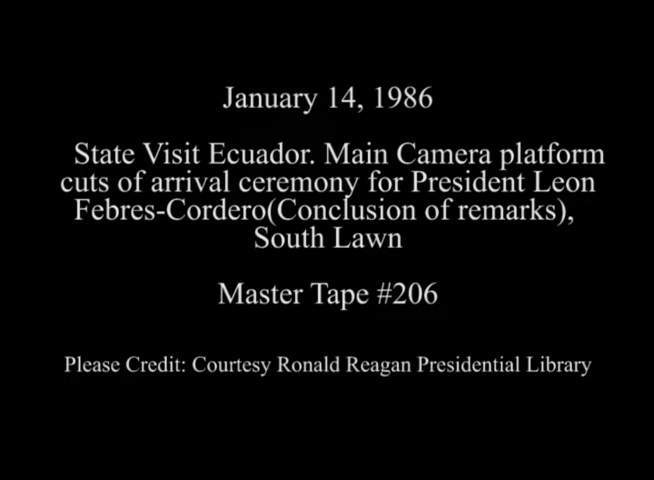 January 14, 1986
State Visit Ecuador. Main Camera platform
cuts of arrival ceremony for President Leon
Febres-Cordero(Conclusion of remarks),
South Lawn
Master Tape #206
Please Credit: Courtesy Ronald Reagan Presidential Library